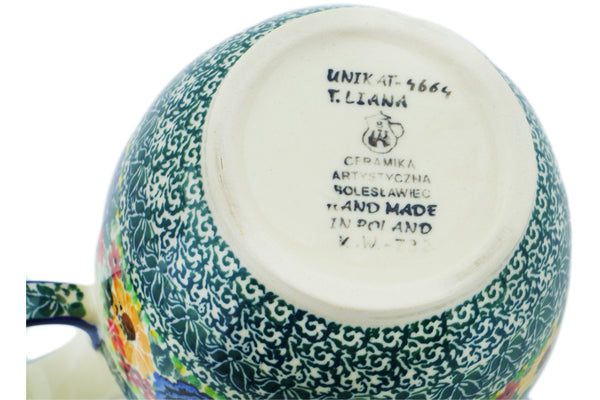 UNIKAT-4664
T. LIANA
CERAMIKA
ARTYSTYCZNA
BOLESŁAWIEC
HAND MADE
IN POLAND